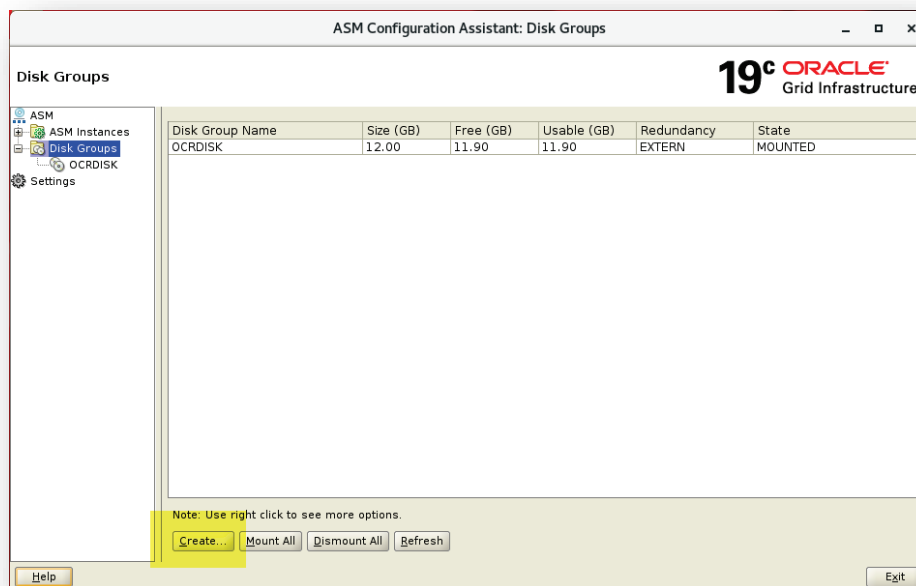 ASM Configuration Assistant: Disk Groups
Disk Groups
19c ORACLE
Grid Infrastructure
ASM
ASM Instances
Disk Groups
OCRDISK
Settings
Disk Group Name Size (GB) Free (GB) Usable (GB) Redundancy State
OCRDISK 12.00 11.90 11.90 EXTERN MOUNTED
Note: Use right click to see more options.
Create... Mount All Dismount All Refresh
Help Exit